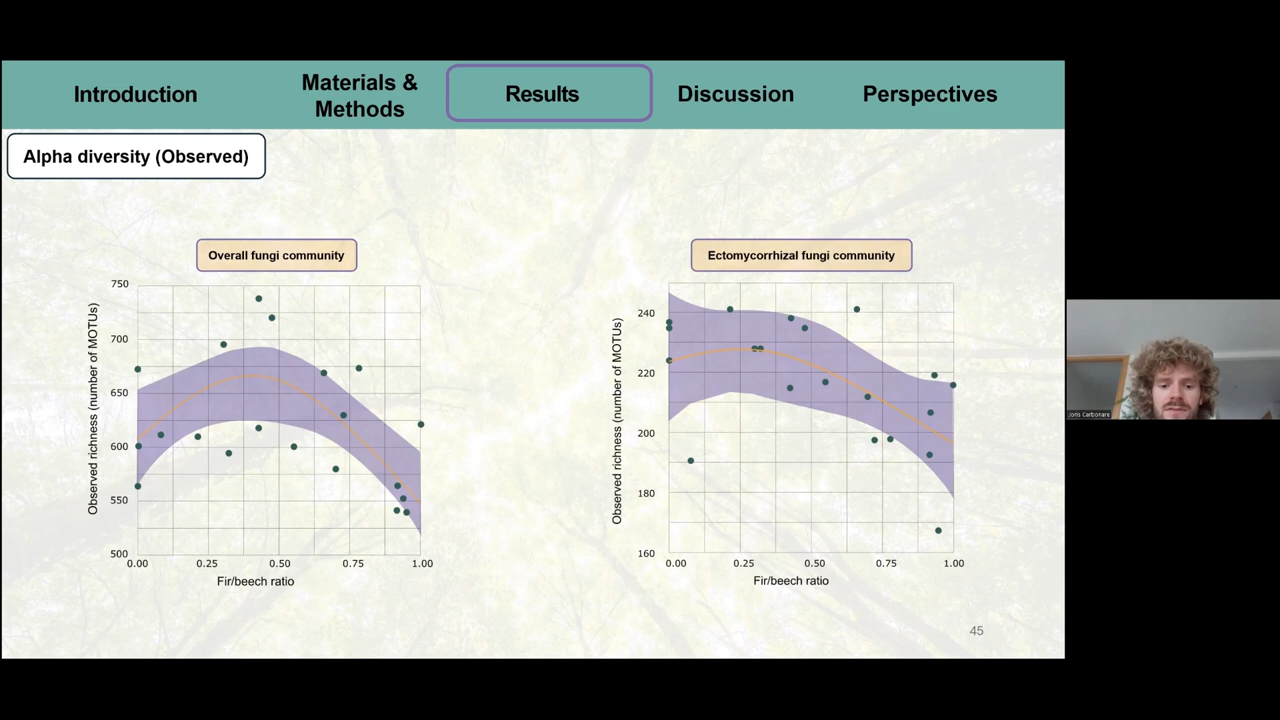 Introduction
Materials &
Methods
Results
Discussion
Perspectives
Alpha diversity (Observed)
Overall fungi community
Observed richness (number of MOTUs)
750
700
650
600
550
500
0.00
0.25
0.50
0.75
1.00
Fir/beech ratio
Ectomycorrhizal fungi community
Observed richness (number of MOTUs)
240
220
200
180
160
0.00
0.25
0.50
0.75
1.00
Fir/beech ratio
45
Joris Carbonare